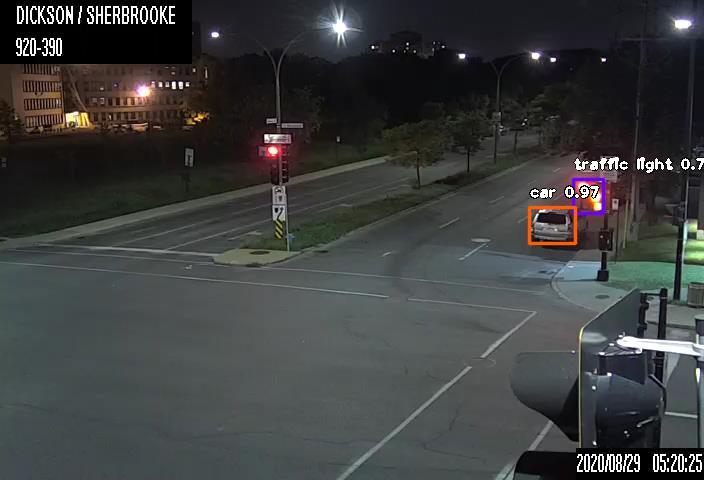 DICKSON / SHERBROOKE
920-390
traffic light 0.7
car 0.97
2020/08/29 05:20:25